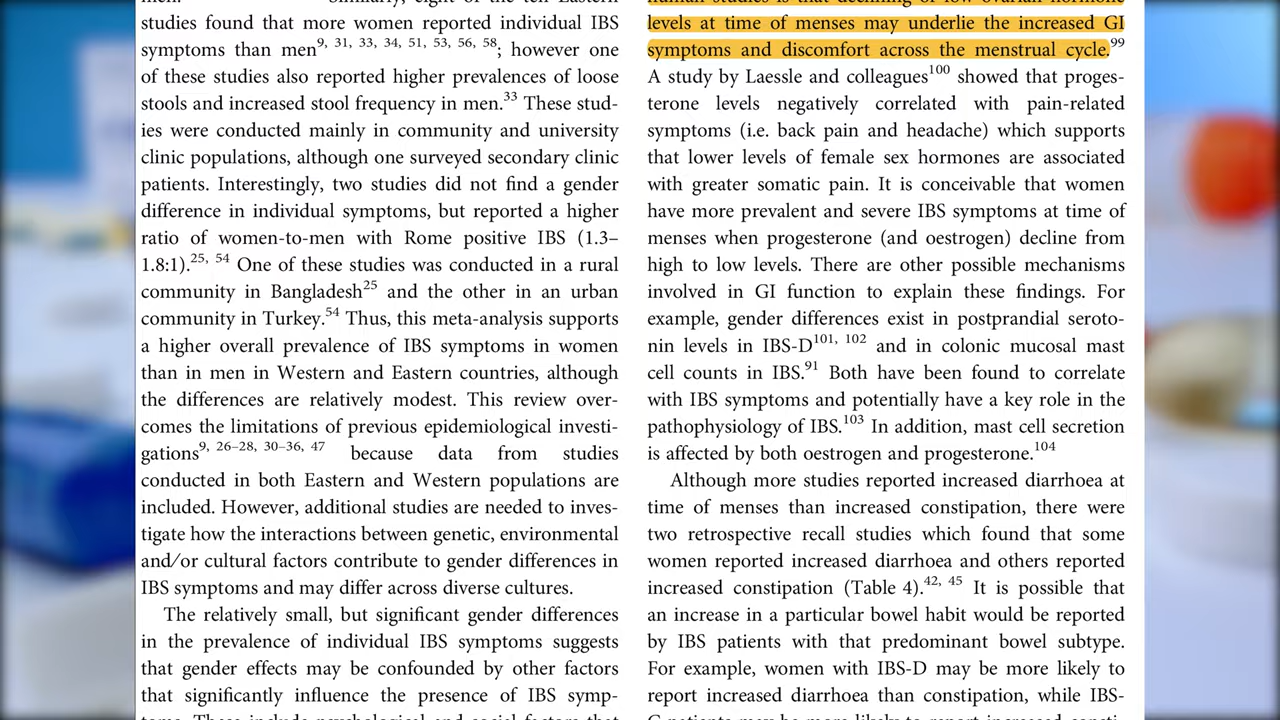 studies found that more women reported individual IBS
symptoms than men9, 31, 33, 34, 51, 53, 56, 58; however one
of these studies also reported higher prevalences of loose
stools and increased stool frequency in men.33 These stud-
ies were conducted mainly in community and university
clinic populations, although one surveyed secondary clinic
patients. Interestingly, two studies did not find a gender
difference in individual symptoms, but reported a higher
ratio of women-to-men with Rome positive IBS (1.3–
1.8:1).25, 54 One of these studies was conducted in a rural
community in Bangladesh25 and the other in an urban
community in Turkey.54 Thus, this meta-analysis supports
a higher overall prevalence of IBS symptoms in women
than in men in Western and Eastern countries, although
the differences are relatively modest. This review over-
comes the limitations of previous epidemiological investi-
gations9, 26–28, 30–36, 47 because data from studies
conducted in both Eastern and Western populations are
included. However, additional studies are needed to inves-
tigate how the interactions between genetic, environmental
and/or cultural factors contribute to gender differences in
IBS symptoms and may differ across diverse cultures.
The relatively small, but significant gender differences
in the prevalence of individual IBS symptoms suggests
that gender effects may be confounded by other factors
that significantly influence the presence of IBS symp-
levels at time of menses may underlie the increased GI
symptoms and discomfort across the menstrual cycle.99
A study by Laessle and colleagues100 showed that proges-
terone levels negatively correlated with pain-related
symptoms (i.e. back pain and headache) which supports
that lower levels of female sex hormones are associated
with greater somatic pain. It is conceivable that women
have more prevalent and severe IBS symptoms at time of
menses when progesterone (and oestrogen) decline from
high to low levels. There are other possible mechanisms
involved in GI function to explain these findings. For
example, gender differences exist in postprandial seroto-
nin levels in IBS-D101, 102 and in colonic mucosal mast
cell counts in IBS.91 Both have been found to correlate
with IBS symptoms and potentially have a key role in the
pathophysiology of IBS.103 In addition, mast cell secretion
is affected by both oestrogen and progesterone.104
Although more studies reported increased diarrhoea at
time of menses than increased constipation, there were
two retrospective recall studies which found that some
women reported increased diarrhoea and others reported
increased constipation (Table 4).42, 45 It is possible that
an increase in a particular bowel habit would be reported
by IBS patients with that predominant bowel subtype.
For example, women with IBS-D may be more likely to
report increased diarrhoea than constipation, while IBS-